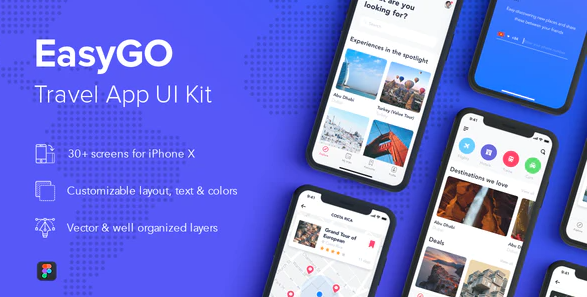 EasyGO
Travel App UI Kit
30+ screens for iPhone X
Customizable layout, text & colors
Vector & well organized layers
are you
looking for?
Experiences in the spotlight
Abu Dhabi
Turkey (Value Tour)
Easy discovering new places and share
these between your friends
9:41
Destinations we love
Abu Dhabi
Deals
9:41
COSTA RICA
Grand Tour of
European
9:41